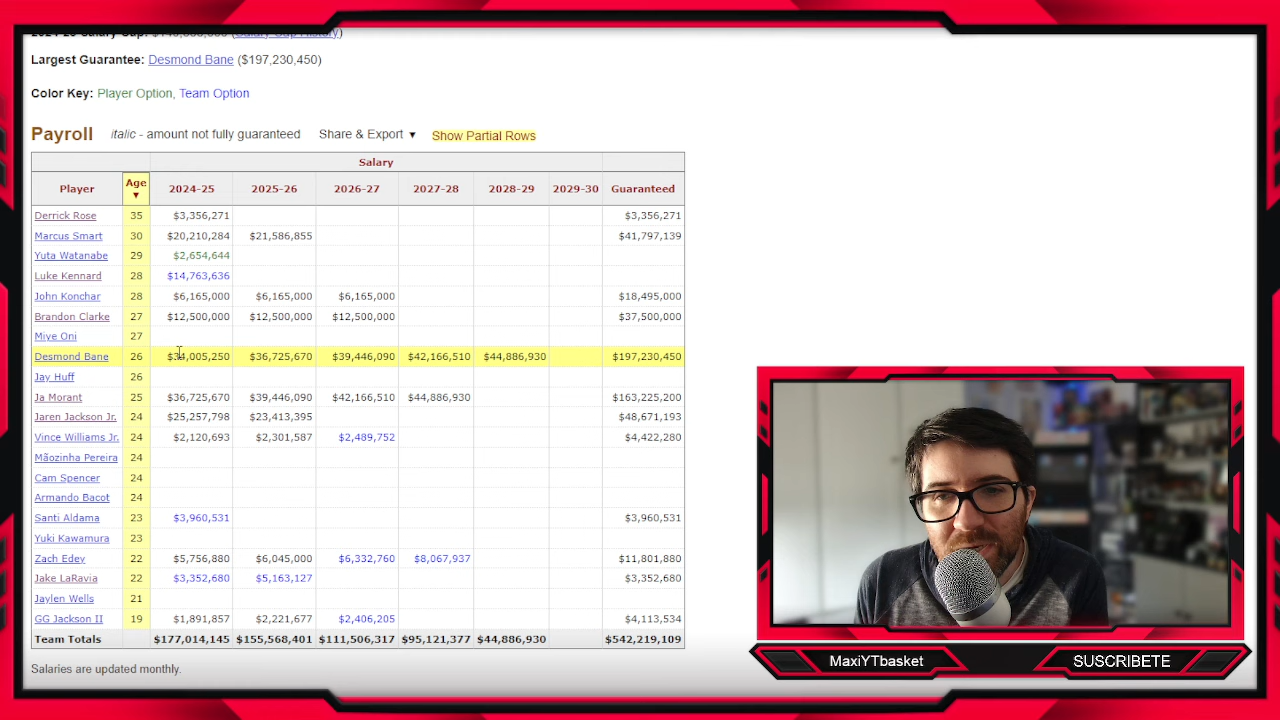 2024-25 Salary Cap: (Salary Cap History)
Largest Guarantee: Desmond Bane ($197,230,450)
Color Key: Player Option, Team Option
Payroll italic - amount not fully guaranteed Share & Export ▼ Show Partial Rows
Salary
Player Age ▼ 2024-25 2025-26 2026-27 2027-28 2028-29 2029-30 Guaranteed
Derrick Rose 35 $3,356,271 $3,356,271
Marcus Smart 30 $20,210,284 $21,586,855 $41,797,139
Yuta Watanabe 29 $2,654,644
Luke Kennard 28 $14,763,636
John Konchar 28 $6,165,000 $6,165,000 $6,165,000 $18,495,000
Brandon Clarke 27 $12,500,000 $12,500,000 $12,500,000 $37,500,000
Miye Oni 27
Desmond Bane 26 $34,005,250 $36,725,670 $39,446,090 $42,166,510 $44,886,930 $197,230,450
Jay Huff 26
Ja Morant 25 $36,725,670 $39,446,090 $42,166,510 $44,886,930 $163,225,200
Jaren Jackson Jr. 24 $25,257,798 $23,413,395 $48,671,193
Vince Williams Jr. 24 $2,120,693 $2,301,587 $2,489,752 $4,422,280
Mãozinha Pereira 24
Cam Spencer 24
Armando Bacot 24
Santi Aldama 23 $3,960,531 $3,960,531
Yuki Kawamura 23
Zach Edey 22 $5,756,880 $6,045,000 $6,332,760 $8,067,937 $11,801,880
Jake LaRavia 22 $3,352,680 $5,163,127 $3,352,680
Jaylen Wells 21
GG Jackson II 19 $1,891,857 $2,221,677 $2,406,205 $4,113,534
Team Totals $177,014,145 $155,568,401 $111,506,317 $95,121,377 $44,886,930 $542,219,109
Salaries are updated monthly.
MaxiYTbasket
SUSCRIBETE